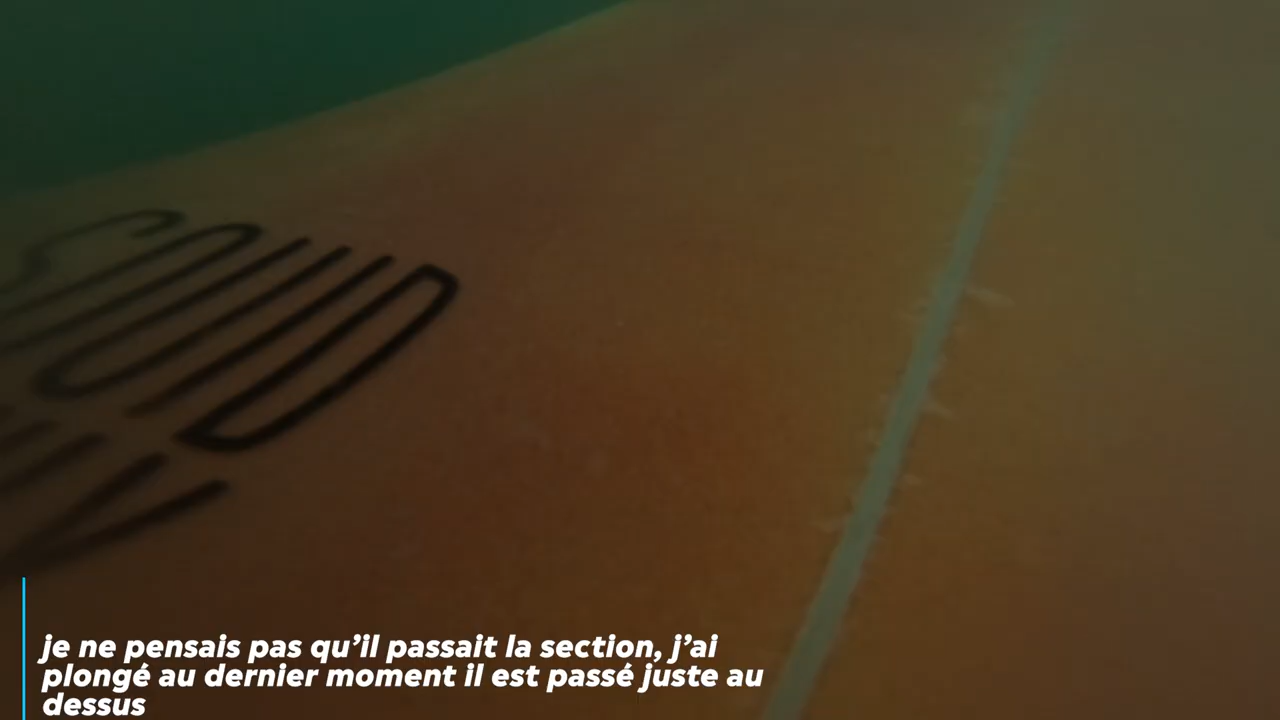 SOUD
je ne pensais pas qu’il passait la section, j’ai
plongé au dernier moment il est passé juste au
dessus